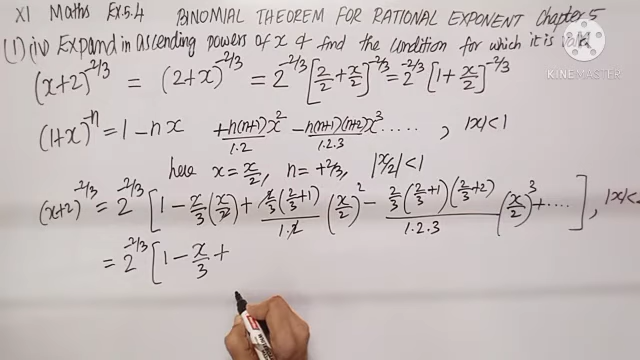 XI Maths Ex.5.4 BINOMIAL THEOREM FOR RATIONAL EXPONENT Chapter 5
(1)(iv) Expand in ascending powers of x & find the condition for which it is valid
(x+2)^{-2/3} = (2+x)^{-2/3} = 2^{-2/3} [2/2 + x/2]^{-2/3} = 2^{-2/3} [1 + x/2]^{-2/3}
KINEMASTER
(1+x)^{-n} = 1 - nx + n(n+1)/1.2 x^2 - n(n+1)(n+2)/1.2.3 x^3 ....., |x|<1
here x = x/2, n = +2/3, |x/2|<1
(x+2)^{-2/3} = 2^{-2/3} [1 - 2/3 (x/2) + 2/3 (2/3+1)/1.2 (x/2)^2 - 2/3 (2/3+1)(2/3+2)/1.2.3 (x/2)^3 + ....], |x|<
= 2^{-2/3} [1 - x/3 +